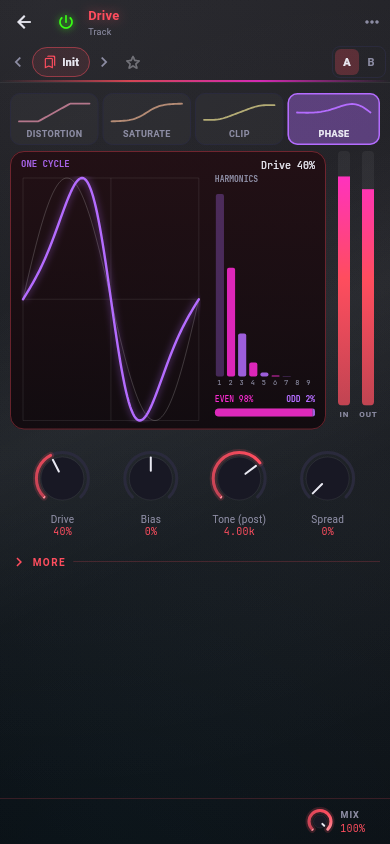 Drive
Track
Init
A B
DISTORTION SATURATE CLIP PHASE
ONE CYCLE Drive 40%
HARMONICS
1 2 3 4 5 6 7 8 9
EVEN 98% ODD 2%
IN OUT
Drive Bias Tone (post) Spread
40% 0% 4.00k 0%
MORE
MIX
100%